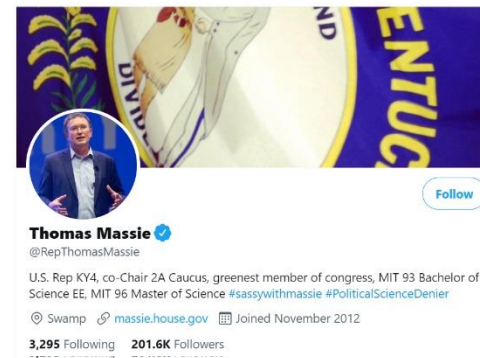 DIVIDE
ND
ENTUC
Follow
Thomas Massie
@RepThomasMassie
U.S. Rep KY4, co-Chair 2A Caucus, greenest member of congress, MIT 93 Bachelor of
Science EE, MIT 96 Master of Science #sassywithmassie #PoliticalScienceDenier
Swamp massie.house.gov Joined November 2012
3,295 Following 201.6K Followers